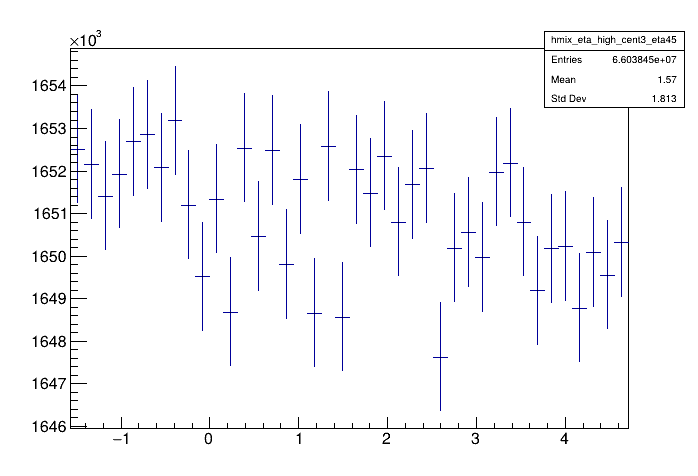 ×10³
hmix_eta_high_cent3_eta45
Entries 6.603845e+07
Mean 1.57
Std Dev 1.813
1654
1653
1652
1651
1650
1649
1648
1647
1646
−1 0 1 2 3 4